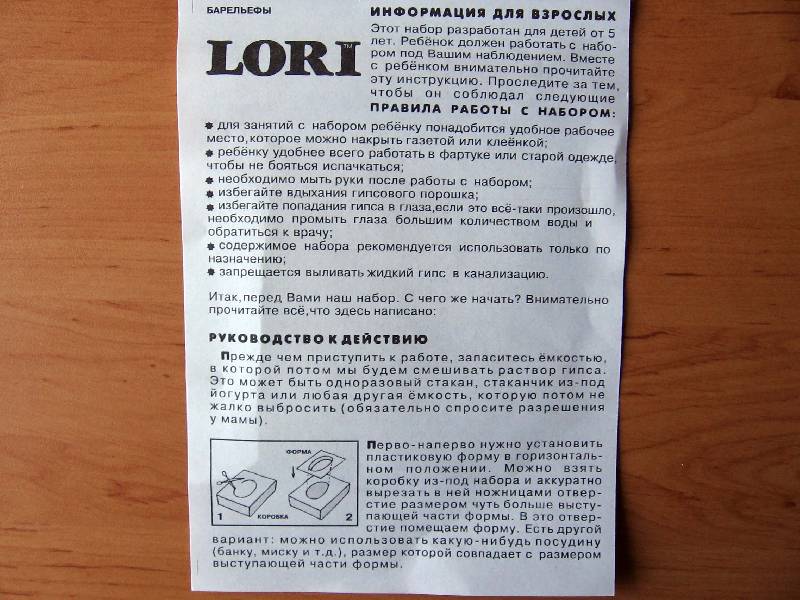 БАРЕЛЬЕФЫ
LORI™
ИНФОРМАЦИЯ ДЛЯ ВЗРОСЛЫХ
Этот набор разработан для детей от 5
лет. Ребёнок должен работать с набо-
ром под Вашим наблюдением. Вместе
с ребёнком внимательно прочитайте
эту инструкцию. Проследите за тем,
чтобы он соблюдал следующие
ПРАВИЛА РАБОТЫ С НАБОРОМ:
для занятий с набором ребёнку понадобится удобное рабочее
место,которое можно накрыть газетой или клеёнкой;
ребёнку удобнее всего работать в фартуке или старой одежде,
чтобы не бояться испачкаться;
необходимо мыть руки после работы с набором;
избегайте вдыхания гипсового порошка;
избегайте попадания гипса в глаза,если это всё-таки произошло,
необходимо промыть глаза большим количеством воды и
обратиться к врачу;
содержимое набора рекомендуется использовать только по
назначению;
запрещается выливать жидкий гипс в канализацию.
Итак,перед Вами наш набор. С чего же начать? Внимательно
прочитайте всё,что здесь написано:
РУКОВОДСТВО К ДЕЙСТВИЮ
Прежде чем приступить к работе, запаситесь ёмкостью,
в которой потом мы будем смешивать раствор гипса.
Это может быть одноразовый стакан, стаканчик из-под
йогурта или любая другая ёмкость, которую потом не
жалко выбросить (обязательно спросите разрешения
у мамы).
ФОРМА
1
КОРОБКА
2
Перво-наперво нужно установить
пластиковую форму в горизонталь-
ном положении. Можно взять
коробку из-под набора и аккуратно
вырезать в ней ножницами отвер-
стие размером чуть больше высту-
пающей части формы. В это отвер-
стие помещаем форму. Есть другой
вариант: можно использовать какую-нибудь посудину
(банку, миску и т.д.), размер которой совпадает с размером
выступающей части формы.